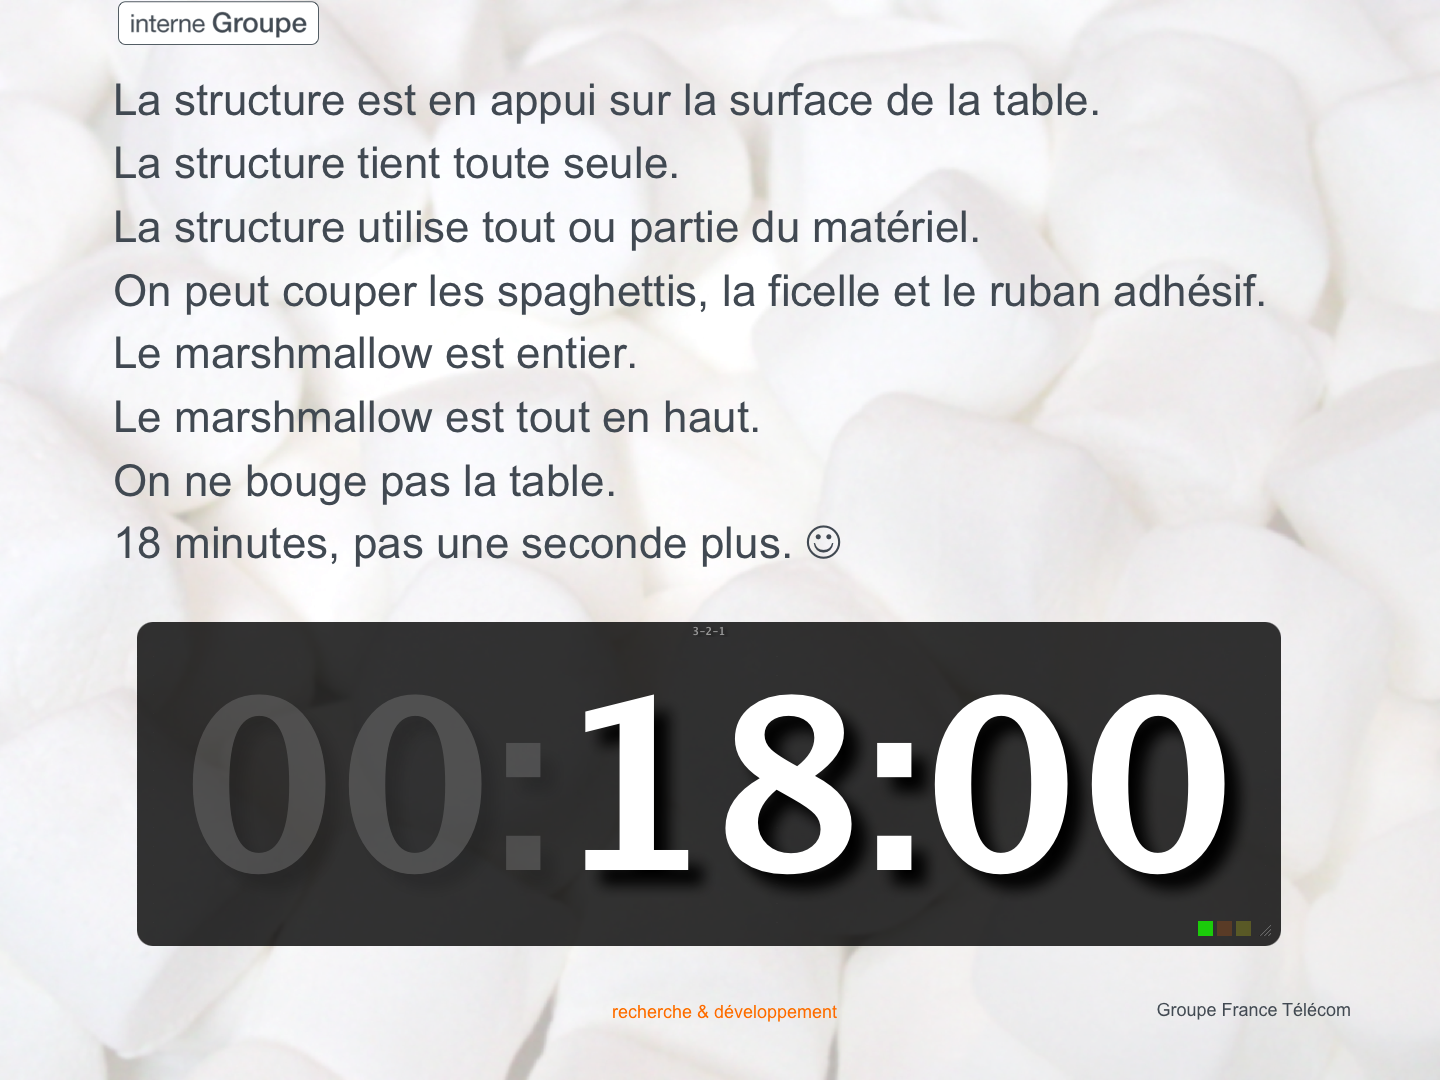 interne Groupe
La structure est en appui sur la surface de la table.
La structure tient toute seule.
La structure utilise tout ou partie du matériel.
On peut couper les spaghettis, la ficelle et le ruban adhésif.
Le marshmallow est entier.
Le marshmallow est tout en haut.
On ne bouge pas la table.
18 minutes, pas une seconde plus. ☺
3-2-1
00:18:00
recherche & développement
Groupe France Télécom